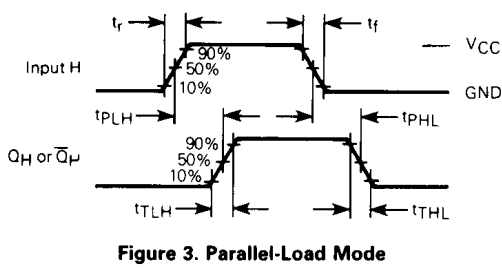 tr
tf
90%
VCC
Input H
50%
10%
GND
tPLH
tPHL
90%
QH or Q̅H
50%
10%
tTLH
tTHL
Figure 3. Parallel-Load Mode